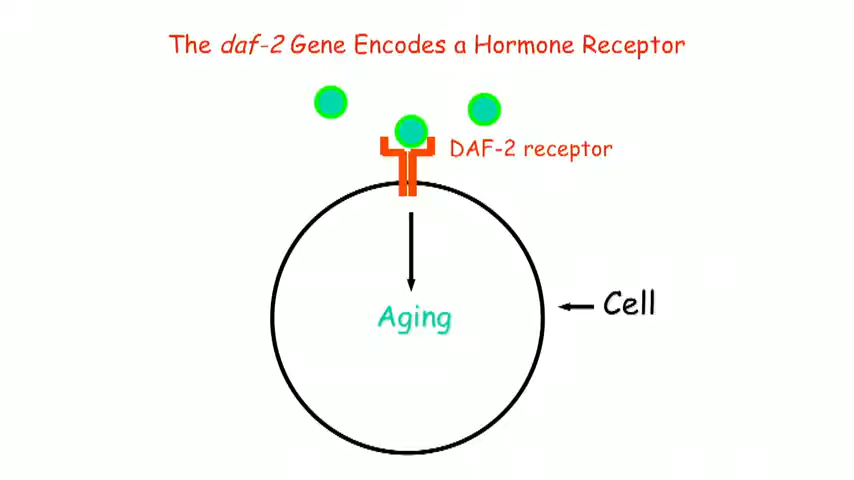 The daf-2 Gene Encodes a Hormone Receptor
DAF-2 receptor
Cell
Aging